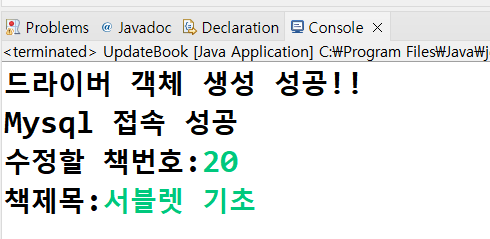 Problems @ Javadoc Declaration Console
<terminated> UpdateBook [Java Application] C:₩Program Files₩Java₩j
드라이버 객체 생성 성공!!
Mysql 접속 성공
수정할 책번호:20
책제목:서블렛 기초